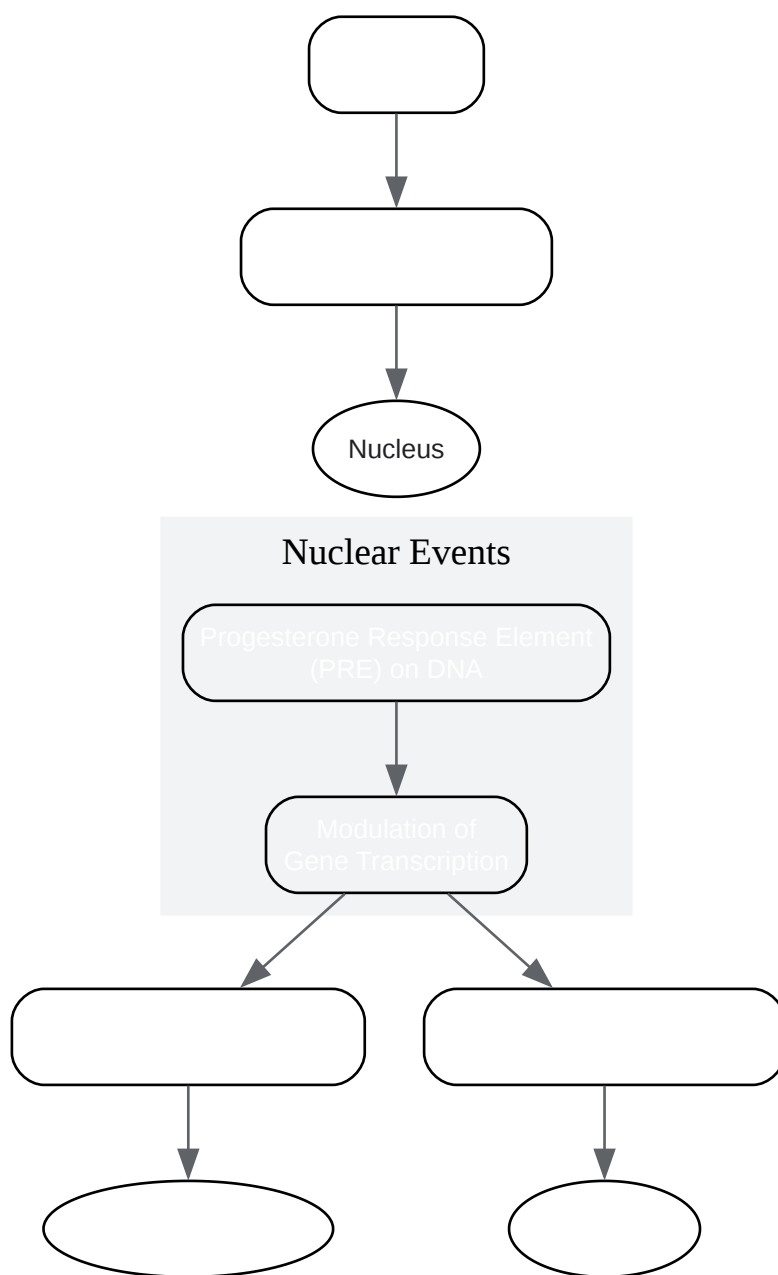 Nucleus
Nuclear Events
Progesterone Response Element
(PRE) on DNA
Modulation of
Gene Transcription